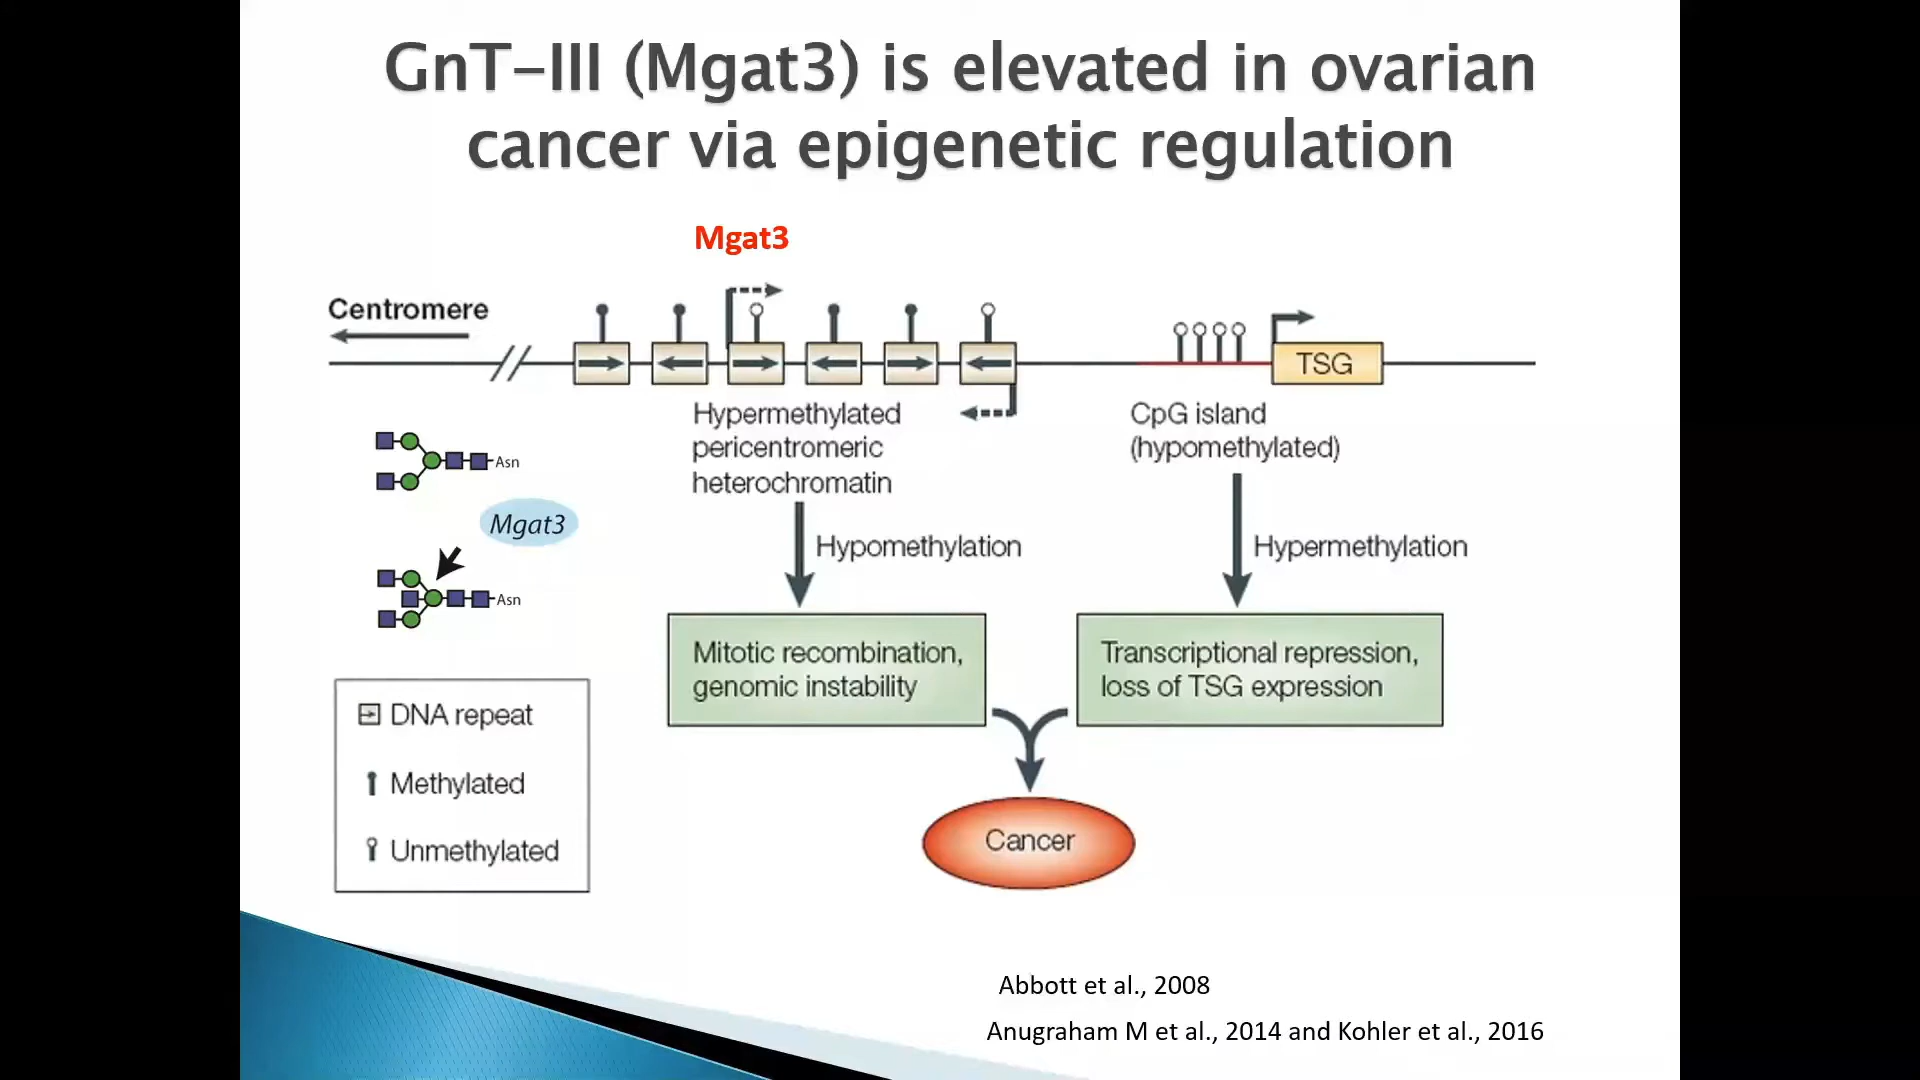 GnT-III (Mgat3) is elevated in ovarian
cancer via epigenetic regulation
Mgat3
Centromere
TSG
Hypermethylated
pericentromeric
heterochromatin
CpG island
(hypomethylated)
Asn
Mgat3
Hypomethylation
Hypermethylation
Asn
Mitotic recombination,
genomic instability
Transcriptional repression,
loss of TSG expression
DNA repeat
Methylated
Unmethylated
Cancer
Abbott et al., 2008
Anugraham M et al., 2014 and Kohler et al., 2016